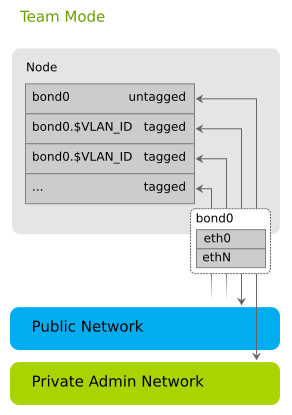 Team Mode
Node
bond0 untagged
bond0.$VLAN_ID tagged
bond0.$VLAN_ID tagged
... tagged
bond0
eth0
ethN
Public Network
Private Admin Network